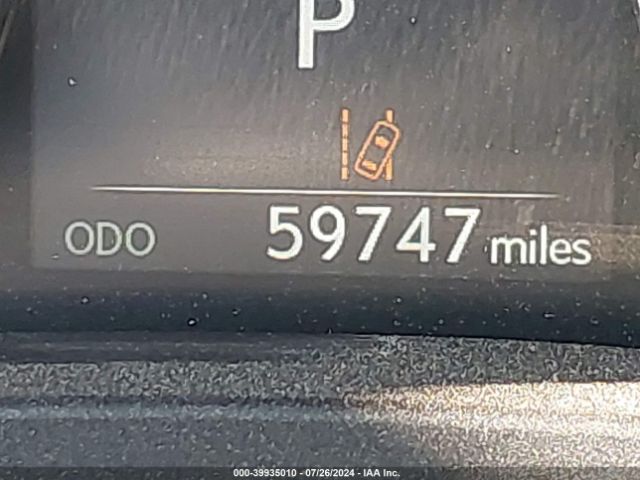 P
ODO 59747 miles
000-39935010 - 07/26/2024 - IAA Inc.